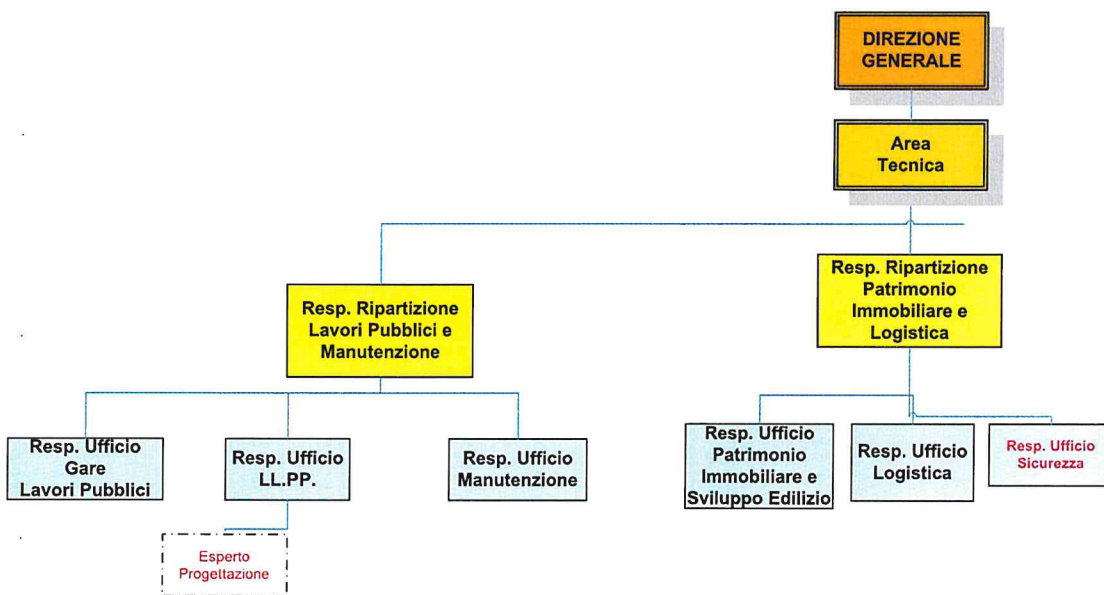 DIREZIONE
GENERALE
Area
Tecnica
Resp. Ripartizione
Lavori Pubblici e
Manutenzione
Resp. Ripartizione
Patrimonio
Immobiliare e
Logistica
Resp. Ufficio
Gare
Lavori Pubblici
Resp. Ufficio
LL.PP.
Resp. Ufficio
Manutenzione
Resp. Ufficio
Patrimonio
Immobiliare e
Sviluppo Edilizio
Resp. Ufficio
Logistica
Resp. Ufficio
Sicurezza
Esperto
Progettazione